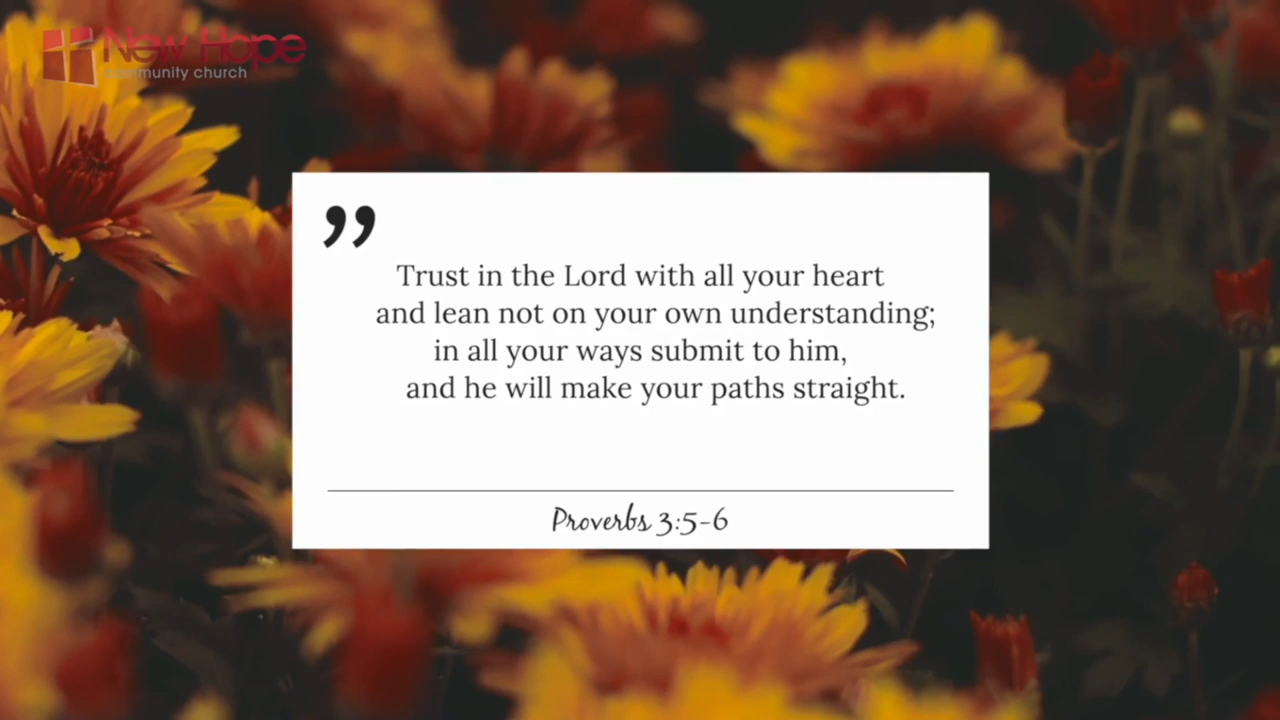 New Hope
community church
”
Trust in the Lord with all your heart
and lean not on your own understanding;
in all your ways submit to him,
and he will make your paths straight.
Proverbs 3:5-6